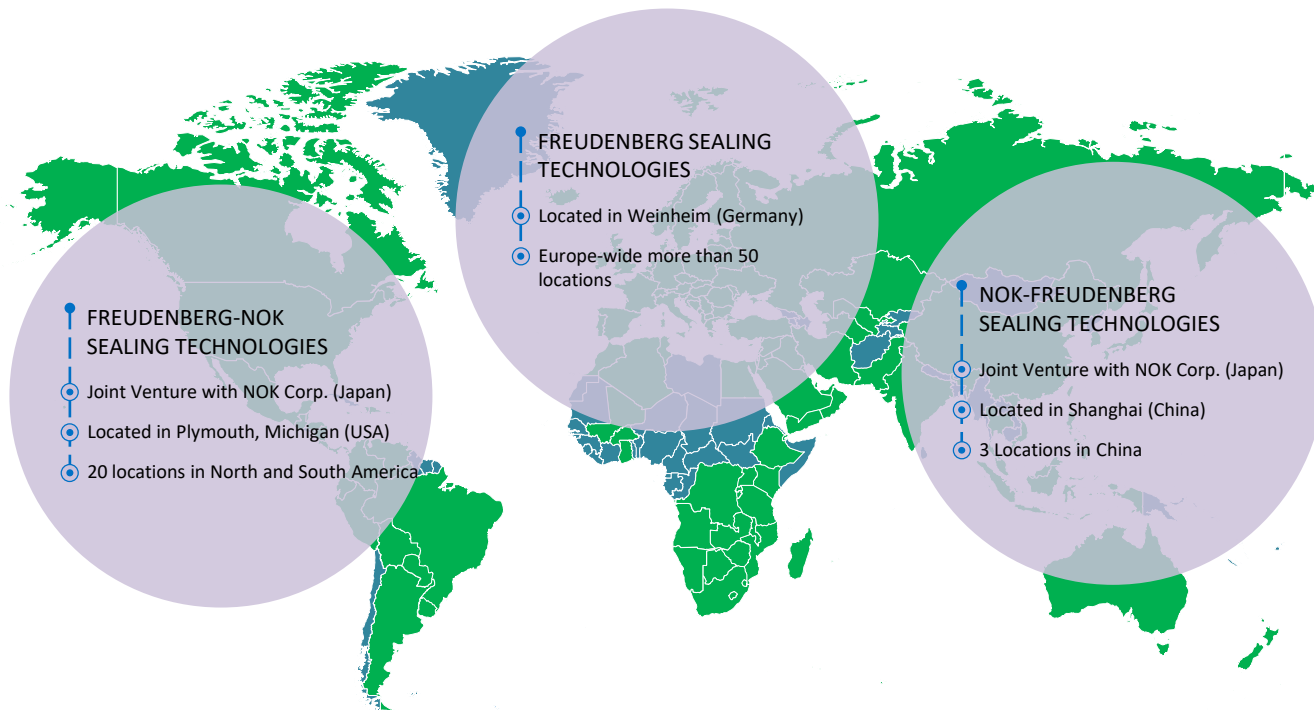 FREUDENBERG SEALING
TECHNOLOGIES
Located in Weinheim (Germany)
Europe-wide more than 50
locations
FREUDENBERG-NOK
SEALING TECHNOLOGIES
Joint Venture with NOK Corp. (Japan)
Located in Plymouth, Michigan (USA)
20 locations in North and South America
NOK-FREUDENBERG
SEALING TECHNOLOGIES
Joint Venture with NOK Corp. (Japan)
Located in Shanghai (China)
3 Locations in China